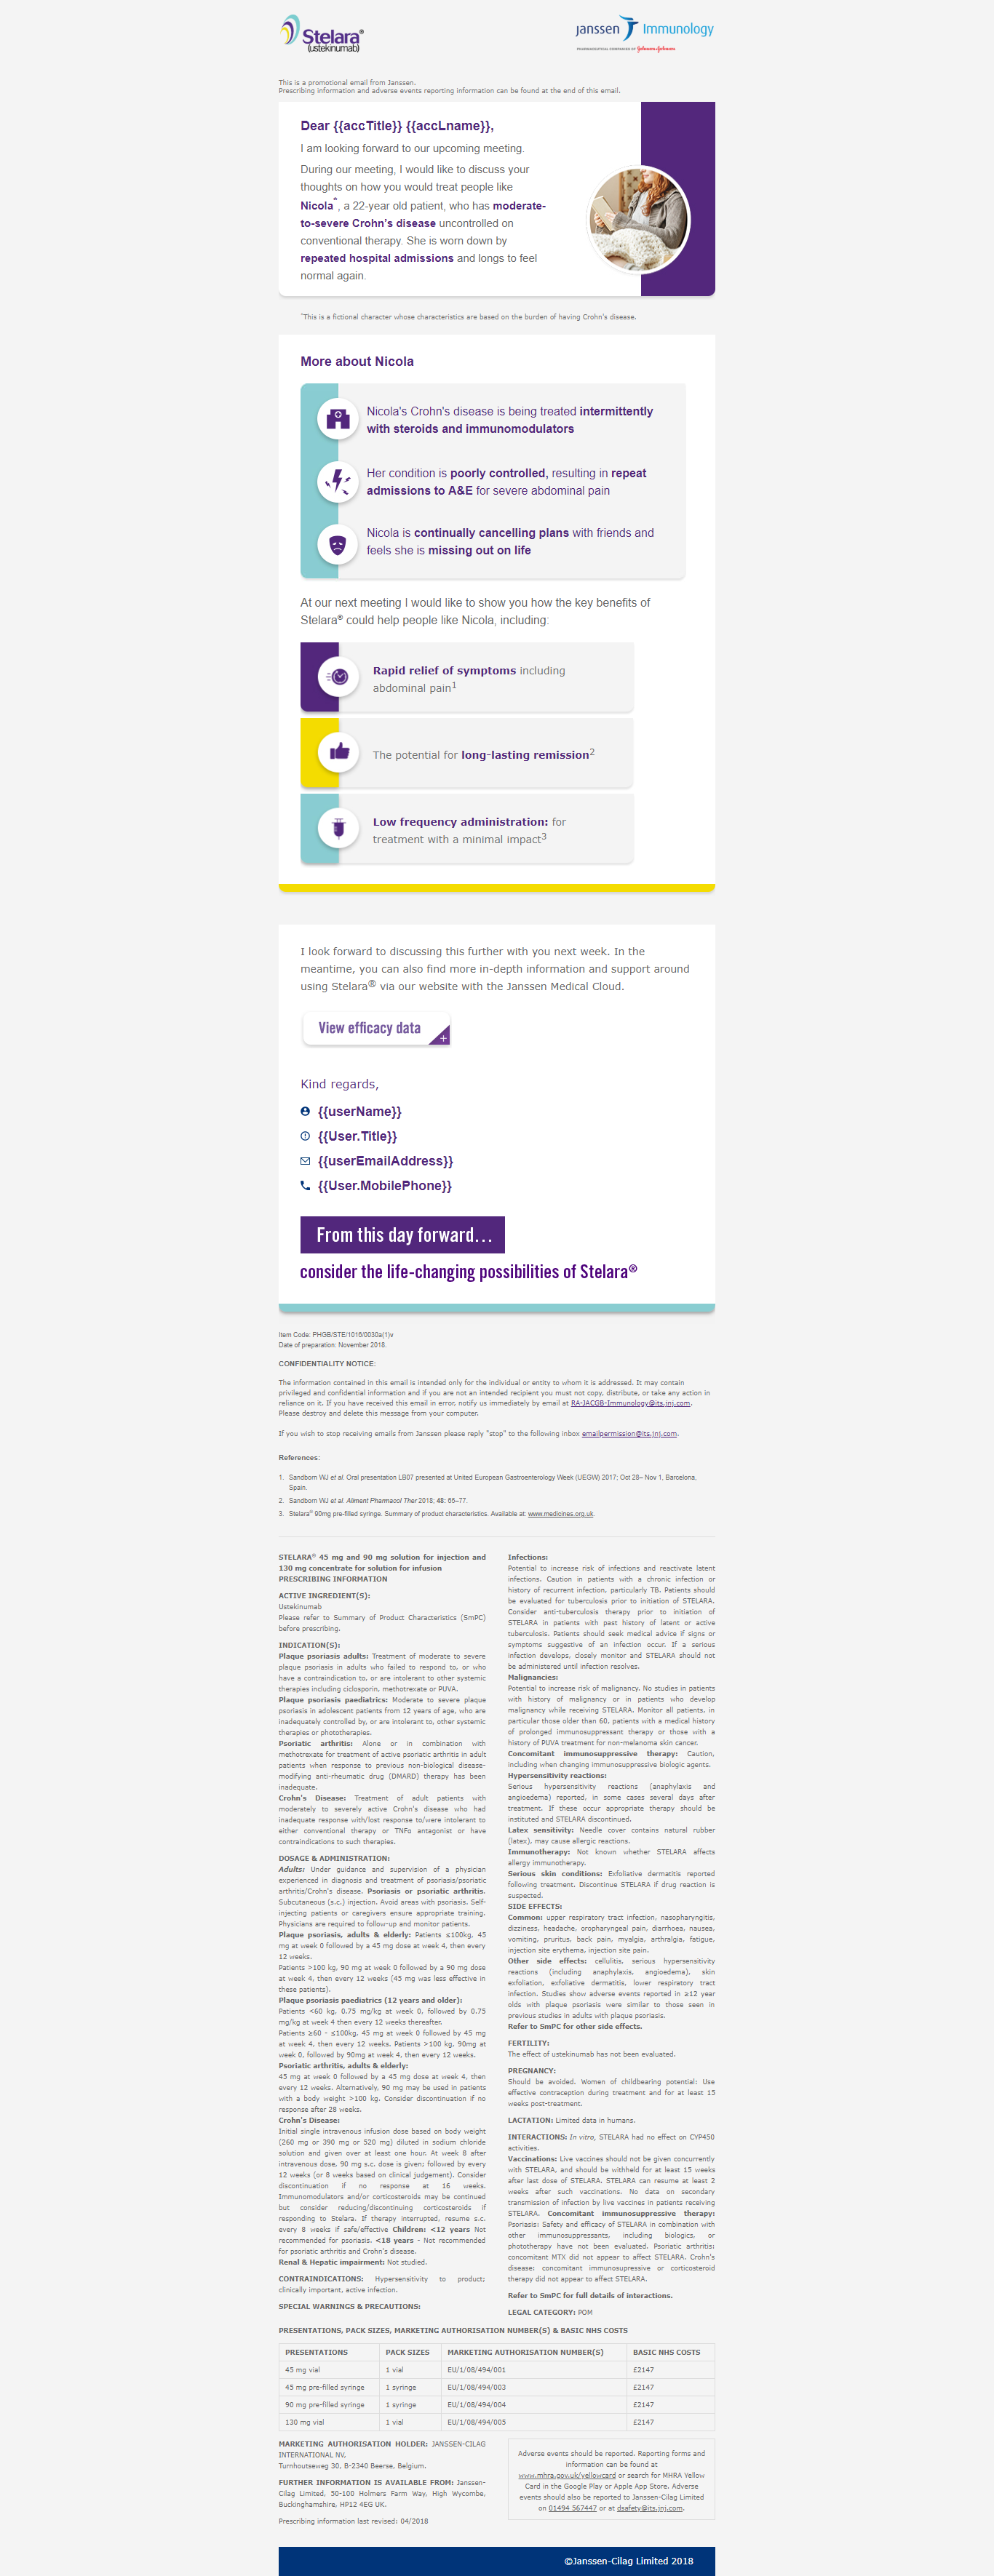 Stelara®
(ustekinumab)
janssen Immunology
PHARMACEUTICAL COMPANIES OF Johnson & Johnson
This is a promotional email from Janssen.
Prescribing information and adverse events reporting information can be found at the end of this email.
Dear {{accTitle}} {{accLname}},
I am looking forward to our upcoming meeting.
During our meeting, I would like to discuss your
thoughts on how you would treat people like
Nicola^, a 22-year old patient, who has moderate-
to-severe Crohn's disease uncontrolled on
conventional therapy. She is worn down by
repeated hospital admissions and longs to feel
normal again.
^This is a fictional character whose characteristics are based on the burden of having Crohn's disease.
More about Nicola
Nicola's Crohn's disease is being treated intermittently
with steroids and immunomodulators
Her condition is poorly controlled, resulting in repeat
admissions to A&E for severe abdominal pain
Nicola is continually cancelling plans with friends and
feels she is missing out on life
At our next meeting I would like to show you how the key benefits of
Stelara® could help people like Nicola, including:
Rapid relief of symptoms including
abdominal pain1
The potential for long-lasting remission2
Low frequency administration: for
treatment with a minimal impact3
I look forward to discussing this further with you next week. In the
meantime, you can also find more in-depth information and support around
using Stelara® via our website with the Janssen Medical Cloud.
View efficacy data
Kind regards,
{{userName}}
{{User.Title}}
{{userEmailAddress}}
{{User.MobilePhone}}
From this day forward…
consider the life-changing possibilities of Stelara®
Item Code: PHGB/STE/1016/0030a(1)v
Date of preparation: November 2018.
CONFIDENTIALITY NOTICE:
The information contained in this email is intended only for the individual or entity to whom it is addressed. It may contain
privileged and confidential information and if you are not an intended recipient you must not copy, distribute, or take any action in
reliance on it. If you have received this email in error, notify us immediately by email at RA-JACGB-Immunology@its.jnj.com.
Please destroy and delete this message from your computer.
If you wish to stop receiving emails from Janssen please reply "stop" to the following inbox emailpermission@its.jnj.com.
References:
1. Sandborn WJ et al. Oral presentation LB07 presented at United European Gastroenterology Week (UEGW) 2017; Oct 28– Nov 1, Barcelona,
Spain.
2. Sandborn WJ et al. Aliment Pharmacol Ther 2018; 48: 65–77.
3. Stelara® 90mg pre-filled syringe. Summary of product characteristics. Available at: www.medicines.org.uk.
STELARA® 45 mg and 90 mg solution for injection and
130 mg concentrate for solution for infusion
PRESCRIBING INFORMATION
ACTIVE INGREDIENT(S):
Ustekinumab
Please refer to Summary of Product Characteristics (SmPC)
before prescribing.
INDICATION(S):
Plaque psoriasis adults: Treatment of moderate to severe
plaque psoriasis in adults who failed to respond to, or who
have a contraindication to, or are intolerant to other systemic
therapies including ciclosporin, methotrexate or PUVA.
Plaque psoriasis paediatrics: Moderate to severe plaque
psoriasis in adolescent patients from 12 years of age, who are
inadequately controlled by, or are intolerant to, other systemic
therapies or phototherapies.
Psoriatic arthritis: Alone or in combination with
methotrexate for treatment of active psoriatic arthritis in adult
patients when response to previous non-biological disease-
modifying anti-rheumatic drug (DMARD) therapy has been
inadequate.
Crohn's Disease: Treatment of adult patients with
moderately to severely active Crohn's disease who had
inadequate response with/lost response to/were intolerant to
either conventional therapy or TNFα antagonist or have
contraindications to such therapies.
DOSAGE & ADMINISTRATION:
Adults: Under guidance and supervision of a physician
experienced in diagnosis and treatment of psoriasis/psoriatic
arthritis/Crohn's disease. Psoriasis or psoriatic arthritis.
Subcutaneous (s.c.) injection. Avoid areas with psoriasis. Self-
injecting patients or caregivers ensure appropriate training.
Physicians are required to follow-up and monitor patients.
Plaque psoriasis, adults & elderly: Patients ≤100kg, 45
mg at week 0 followed by a 45 mg dose at week 4, then every
12 weeks.
Patients >100 kg, 90 mg at week 0 followed by a 90 mg dose
at week 4, then every 12 weeks (45 mg was less effective in
these patients).
Plaque psoriasis paediatrics (12 years and older):
Patients <60 kg, 0.75 mg/kg at week 0, followed by 0.75
mg/kg at week 4 then every 12 weeks thereafter.
Patients ≥60 - ≤100kg, 45 mg at week 0 followed by 45 mg
at week 4, then every 12 weeks. Patients >100 kg, 90mg at
week 0, followed by 90mg at week 4, then every 12 weeks.
Psoriatic arthritis, adults & elderly:
45 mg at week 0 followed by a 45 mg dose at week 4, then
every 12 weeks. Alternatively, 90 mg may be used in patients
with a body weight >100 kg. Consider discontinuation if no
response after 28 weeks.
Crohn's Disease:
Initial single intravenous infusion dose based on body weight
(260 mg or 390 mg or 520 mg) diluted in sodium chloride
solution and given over at least one hour. At week 8 after
intravenous dose, 90 mg s.c. dose is given; followed by every
12 weeks (or 8 weeks based on clinical judgement). Consider
discontinuation if no response at 16 weeks.
Immunomodulators and/or corticosteroids may be continued
but consider reducing/discontinuing corticosteroids if
responding to Stelara. If therapy interrupted, resume s.c.
every 8 weeks if safe/effective Children: <12 years Not
recommended for psoriasis. <18 years - Not recommended
for psoriatic arthritis and Crohn's disease.
Renal & Hepatic impairment: Not studied.
CONTRAINDICATIONS: Hypersensitivity to product;
clinically important, active infection.
SPECIAL WARNINGS & PRECAUTIONS:
Infections:
Potential to increase risk of infections and reactivate latent
infections. Caution in patients with a chronic infection or
history of recurrent infection, particularly TB. Patients should
be evaluated for tuberculosis prior to initiation of STELARA.
Consider anti-tuberculosis therapy prior to initiation of
STELARA in patients with past history of latent or active
tuberculosis. Patients should seek medical advice if signs or
symptoms suggestive of an infection occur. If a serious
infection develops, closely monitor and STELARA should not
be administered until infection resolves.
Malignancies:
Potential to increase risk of malignancy. No studies in patients
with history of malignancy or in patients who develop
malignancy while receiving STELARA. Monitor all patients, in
particular those older than 60, patients with a medical history
of prolonged immunosuppressant therapy or those with a
history of PUVA treatment for non-melanoma skin cancer.
Concomitant immunosuppressive therapy: Caution,
including when changing immunosuppressive biologic agents.
Hypersensitivity reactions:
Serious hypersensitivity reactions (anaphylaxis and
angioedema) reported, in some cases several days after
treatment. If these occur appropriate therapy should be
instituted and STELARA discontinued.
Latex sensitivity: Needle cover contains natural rubber
(latex), may cause allergic reactions.
Immunotherapy: Not known whether STELARA affects
allergy immunotherapy.
Serious skin conditions: Exfoliative dermatitis reported
following treatment. Discontinue STELARA if drug reaction is
suspected.
SIDE EFFECTS:
Common: upper respiratory tract infection, nasopharyngitis,
dizziness, headache, oropharyngeal pain, diarrhoea, nausea,
vomiting, pruritus, back pain, myalgia, arthralgia, fatigue,
injection site erythema, injection site pain.
Other side effects: cellulitis, serious hypersensitivity
reactions (including anaphylaxis, angioedema), skin
exfoliation, exfoliative dermatitis, lower respiratory tract
infection. Studies show adverse events reported in ≥12 year
olds with plaque psoriasis were similar to those seen in
previous studies in adults with plaque psoriasis.
Refer to SmPC for other side effects.
FERTILITY:
The effect of ustekinumab has not been evaluated.
PREGNANCY:
Should be avoided. Women of childbearing potential: Use
effective contraception during treatment and for at least 15
weeks post-treatment.
LACTATION: Limited data in humans.
INTERACTIONS: In vitro, STELARA had no effect on CYP450
activities.
Vaccinations: Live vaccines should not be given concurrently
with STELARA, and should be withheld for at least 15 weeks
after last dose of STELARA. STELARA can resume at least 2
weeks after such vaccinations. No data on secondary
transmission of infection by live vaccines in patients receiving
STELARA. Concomitant immunosuppressive therapy:
Psoriasis: Safety and efficacy of STELARA in combination with
other immunosuppressants, including biologics, or
phototherapy have not been evaluated. Psoriatic arthritis:
concomitant MTX did not appear to affect STELARA. Crohn's
disease: concomitant immunosuppressive or corticosteroid
therapy did not appear to affect STELARA.
Refer to SmPC for full details of interactions.
LEGAL CATEGORY: POM
PRESENTATIONS, PACK SIZES, MARKETING AUTHORISATION NUMBER(S) & BASIC NHS COSTS
PRESENTATIONS PACK SIZES MARKETING AUTHORISATION NUMBER(S) BASIC NHS COSTS
45 mg vial 1 vial EU/1/08/494/001 £2147
45 mg pre-filled syringe 1 syringe EU/1/08/494/003 £2147
90 mg pre-filled syringe 1 syringe EU/1/08/494/004 £2147
130 mg vial 1 vial EU/1/08/494/005 £2147
MARKETING AUTHORISATION HOLDER: JANSSEN-CILAG
INTERNATIONAL NV,
Turnhoutseweg 30, B-2340 Beerse, Belgium.
FURTHER INFORMATION IS AVAILABLE FROM: Janssen-
Cilag Limited, 50-100 Holmers Farm Way, High Wycombe,
Buckinghamshire, HP12 4EG UK.
Prescribing information last revised: 04/2018
Adverse events should be reported. Reporting forms and
information can be found at
www.mhra.gov.uk/yellowcard or search for MHRA Yellow
Card in the Google Play or Apple App Store. Adverse
events should also be reported to Janssen-Cilag Limited
on 01494 567447 or at dsafety@its.jnj.com.
©Janssen-Cilag Limited 2018